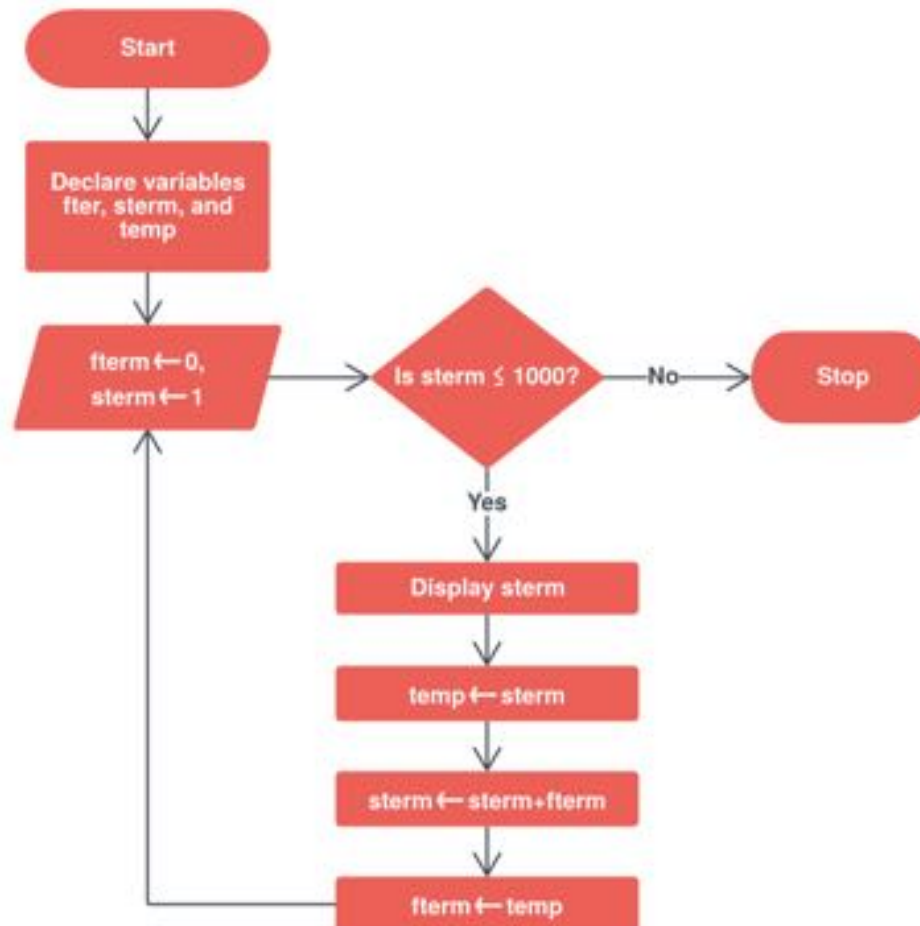 Start
Declare variables
fter, sterm, and
temp
fterm←0,
sterm←1
Is sterm ≤ 1000?
No
Stop
Yes
Display sterm
temp←sterm
sterm←sterm+fterm
fterm←temp